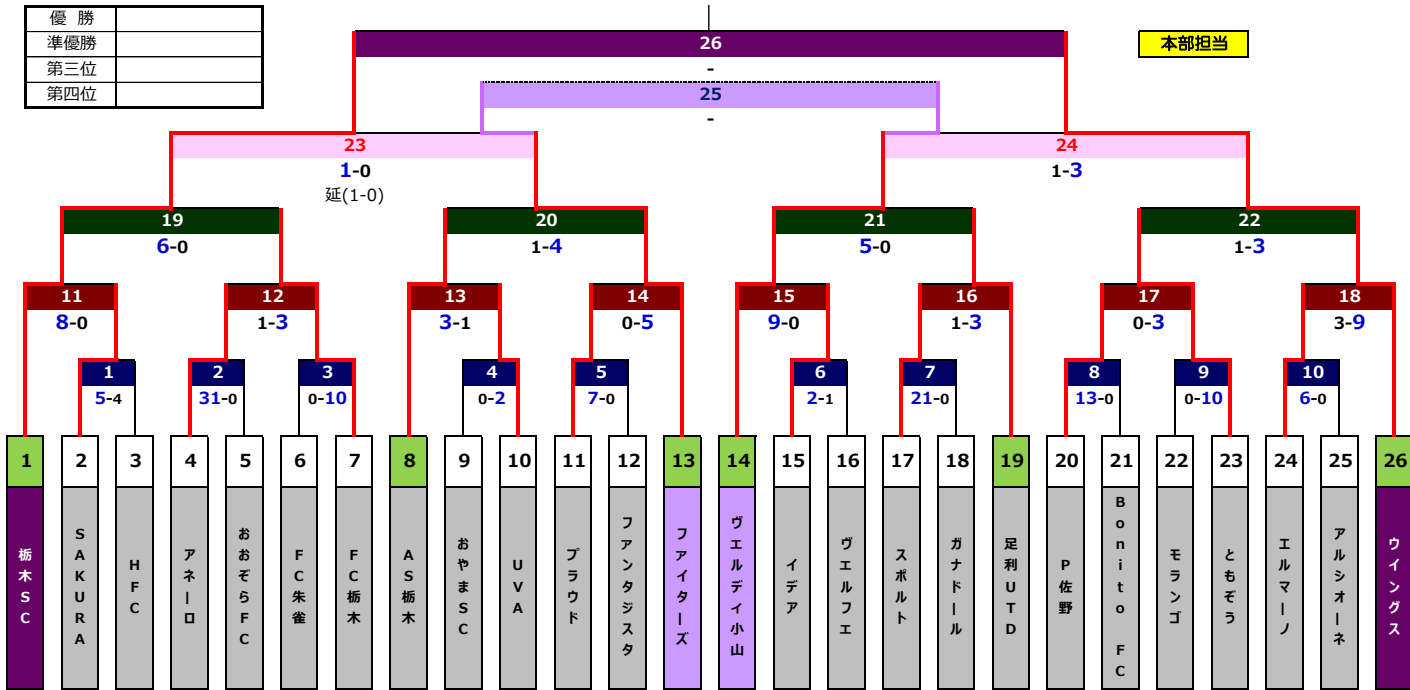 優 勝
準優勝
第三位
第四位
本部担当
26
-
25
-
23
1-0
延(1-0)
24
1-3
19
6-0
20
1-4
21
5-0
22
1-3
11
8-0
12
1-3
13
3-1
14
0-5
15
9-0
16
1-3
17
0-3
18
3-9
1
5-4
2
31-0
3
0-10
4
0-2
5
7-0
6
2-1
7
21-0
8
13-0
9
0-10
10
6-0
1 2 3 4 5 6 7 8 9 10 11 12 13 14 15 16 17 18 19 20 21 22 23 24 25 26
栃木SC
SAKURA
HFC
アネーロ
おおぞらFC
FC朱雀
FC栃木
AS栃木
おやまSC
UVA
プラウド
ファンタジスタ
ファイターズ
ヴェルディ小山
イデア
ヴェルフェ
スポルト
ガナドール
足利UTD
P佐野
Bonito FC
モランゴ
ともぞう
エルマーノ
アルシオーネ
ウイングス